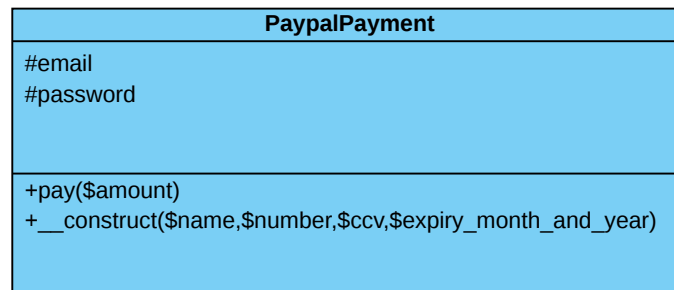 PaypalPayment
#email
#password
+pay($amount)
+__construct($name,$number,$ccv,$expiry_month_and_year)